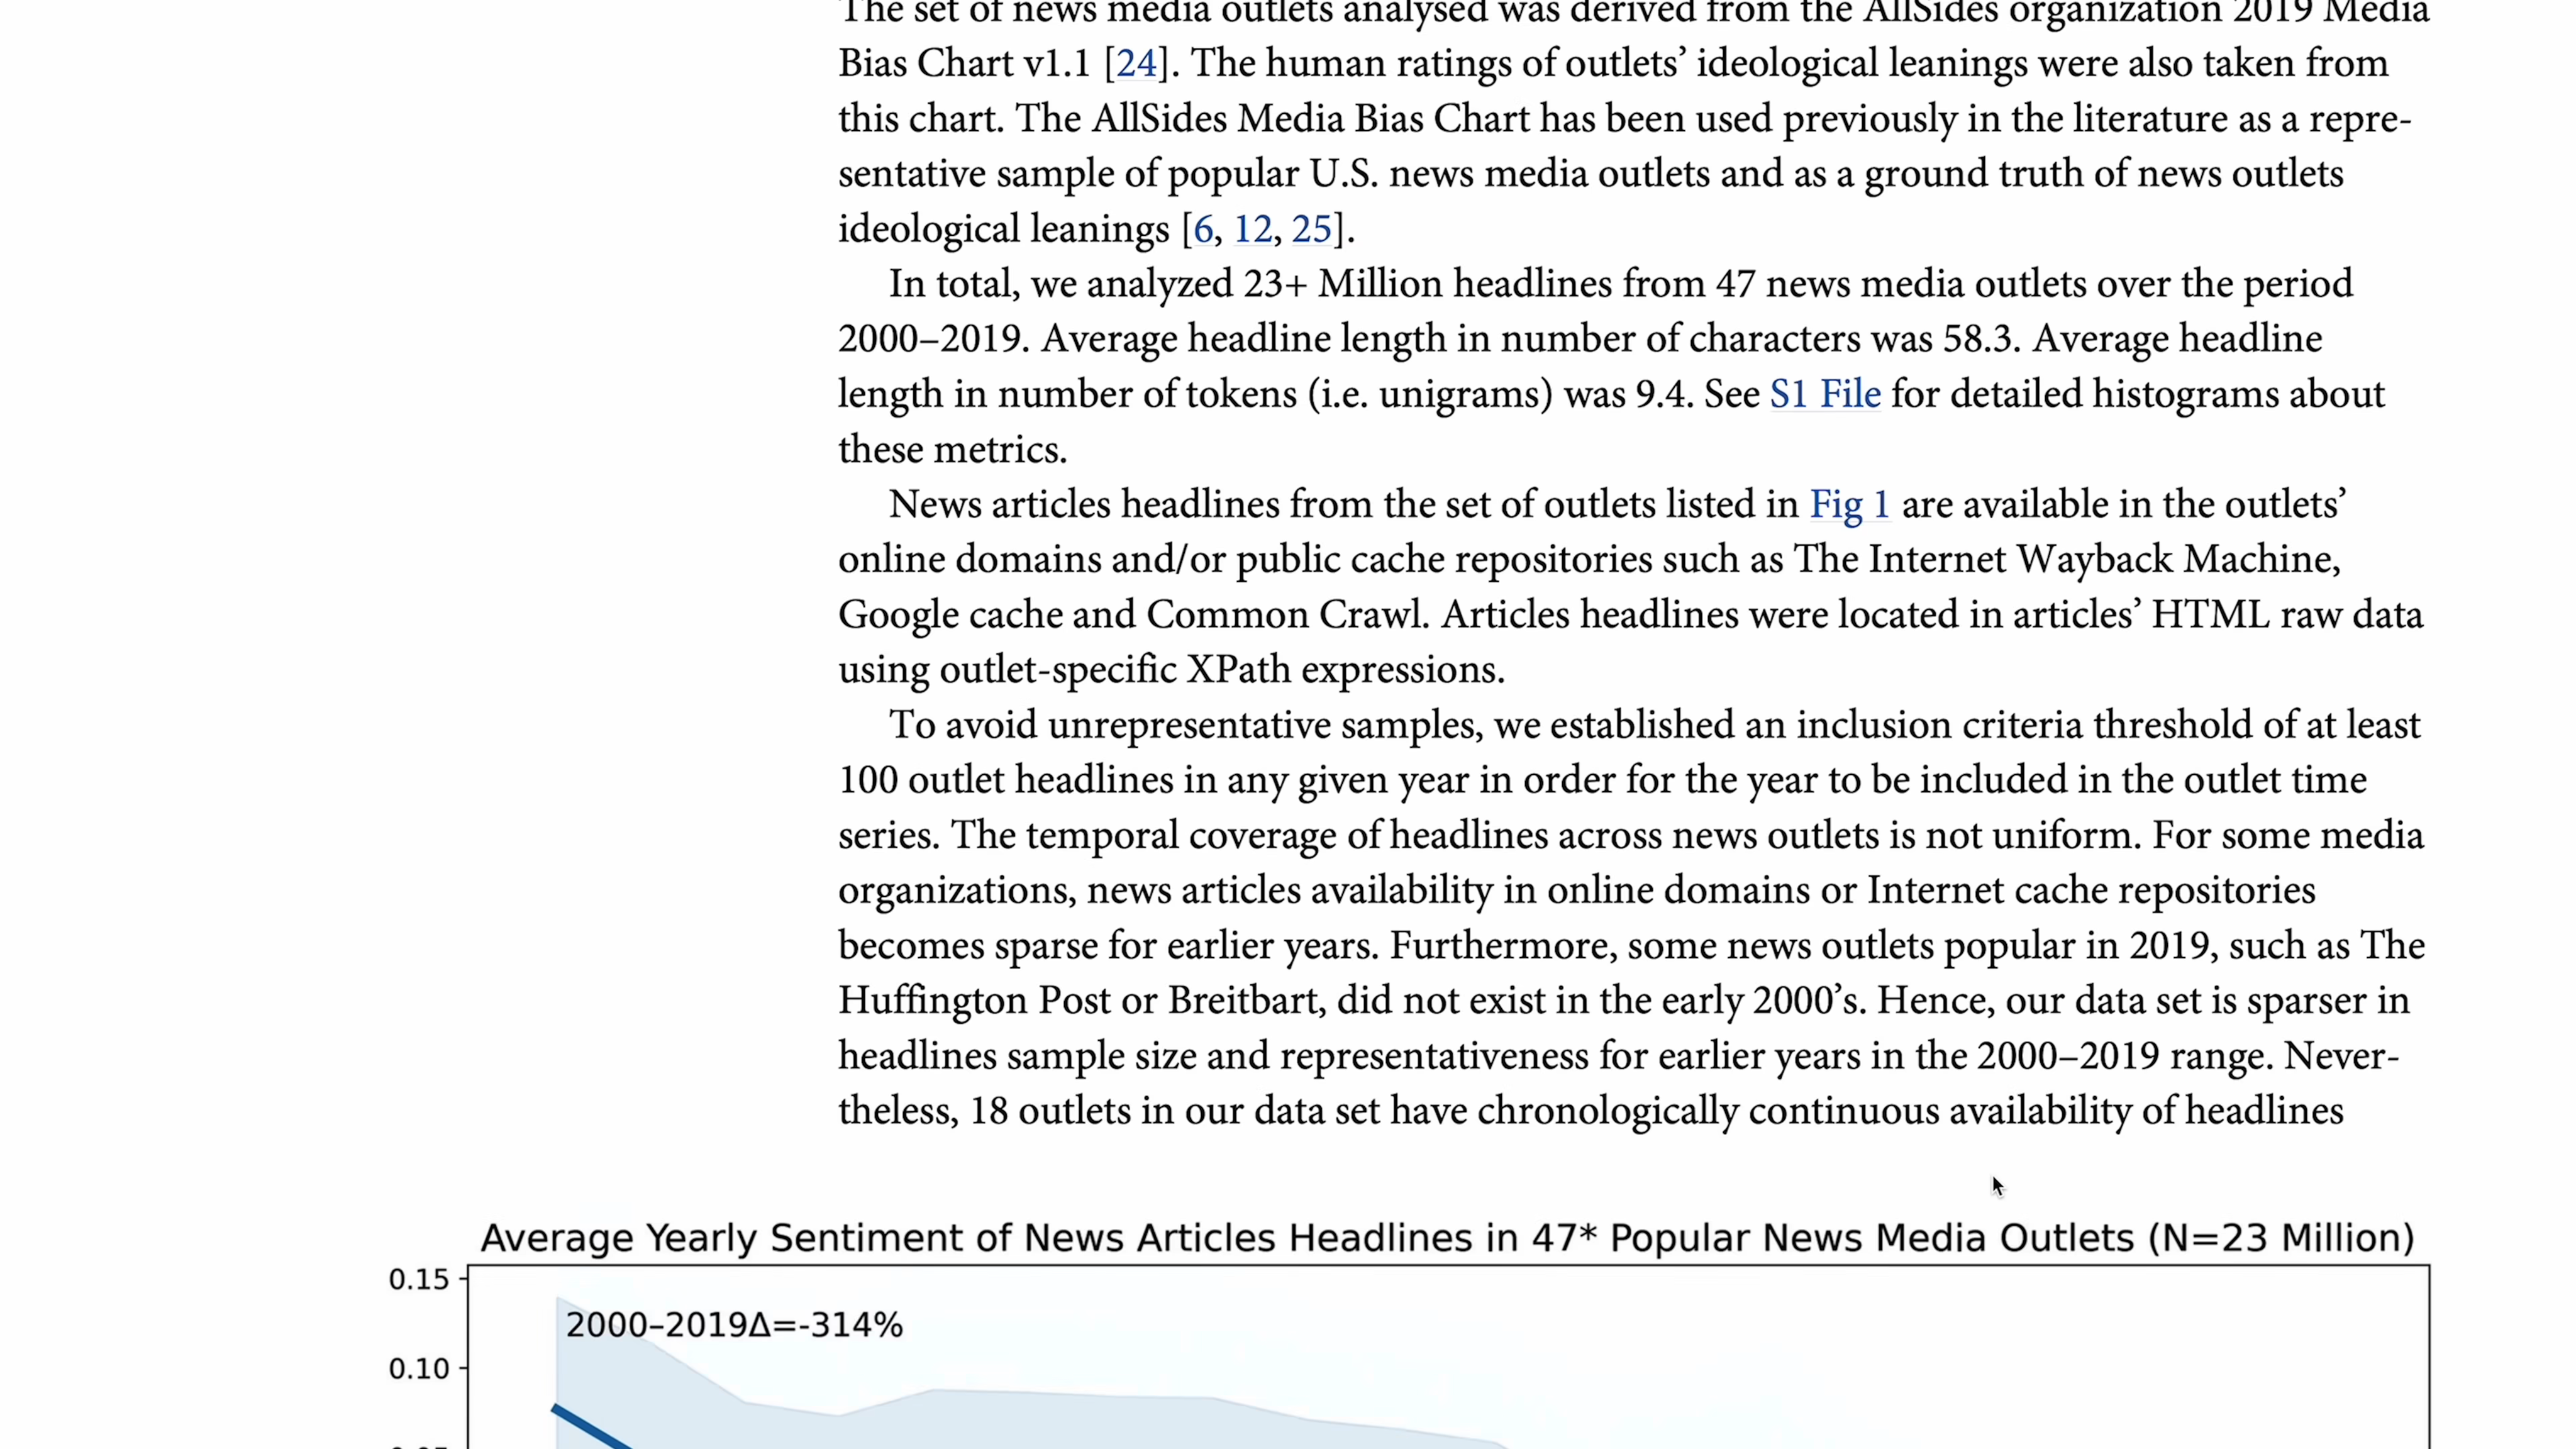 The set of news media outlets analysed was derived from the AllSides organization 2019 Media
Bias Chart v1.1 [24]. The human ratings of outlets’ ideological leanings were also taken from
this chart. The AllSides Media Bias Chart has been used previously in the literature as a repre-
sentative sample of popular U.S. news media outlets and as a ground truth of news outlets
ideological leanings [6, 12, 25].
In total, we analyzed 23+ Million headlines from 47 news media outlets over the period
2000–2019. Average headline length in number of characters was 58.3. Average headline
length in number of tokens (i.e. unigrams) was 9.4. See S1 File for detailed histograms about
these metrics.
News articles headlines from the set of outlets listed in Fig 1 are available in the outlets’
online domains and/or public cache repositories such as The Internet Wayback Machine,
Google cache and Common Crawl. Articles headlines were located in articles’ HTML raw data
using outlet-specific XPath expressions.
To avoid unrepresentative samples, we established an inclusion criteria threshold of at least
100 outlet headlines in any given year in order for the year to be included in the outlet time
series. The temporal coverage of headlines across news outlets is not uniform. For some media
organizations, news articles availability in online domains or Internet cache repositories
becomes sparse for earlier years. Furthermore, some news outlets popular in 2019, such as The
Huffington Post or Breitbart, did not exist in the early 2000’s. Hence, our data set is sparser in
headlines sample size and representativeness for earlier years in the 2000–2019 range. Never-
theless, 18 outlets in our data set have chronologically continuous availability of headlines
Average Yearly Sentiment of News Articles Headlines in 47* Popular News Media Outlets (N=23 Million)
0.15
2000–2019Δ=-314%
0.10